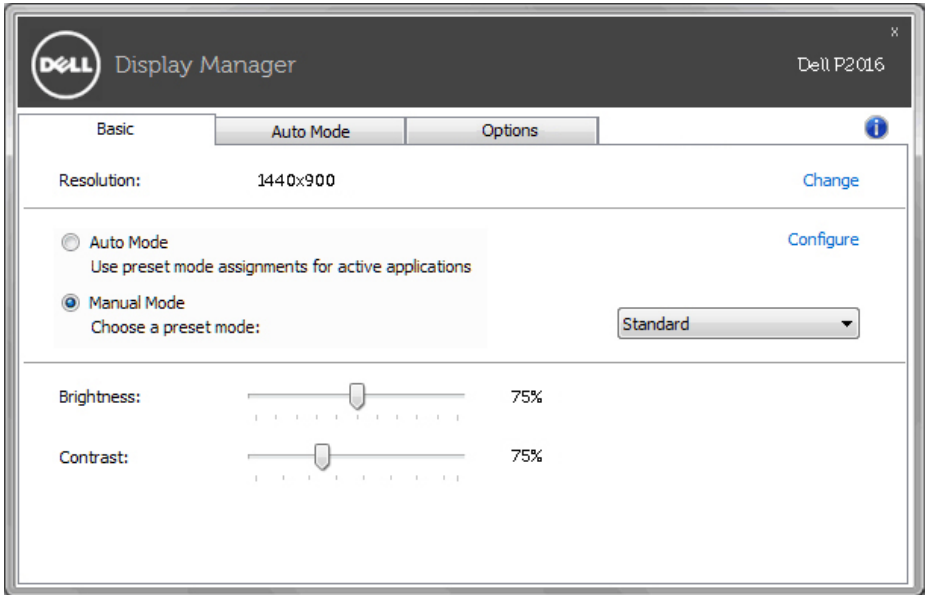 x
DELL Display Manager
Dell P2016
Basic Auto Mode Options i
Resolution: 1440x900 Change
Auto Mode Configure
Use preset mode assignments for active applications
Manual Mode
Choose a preset mode: Standard
Brightness: 75%
Contrast: 75%